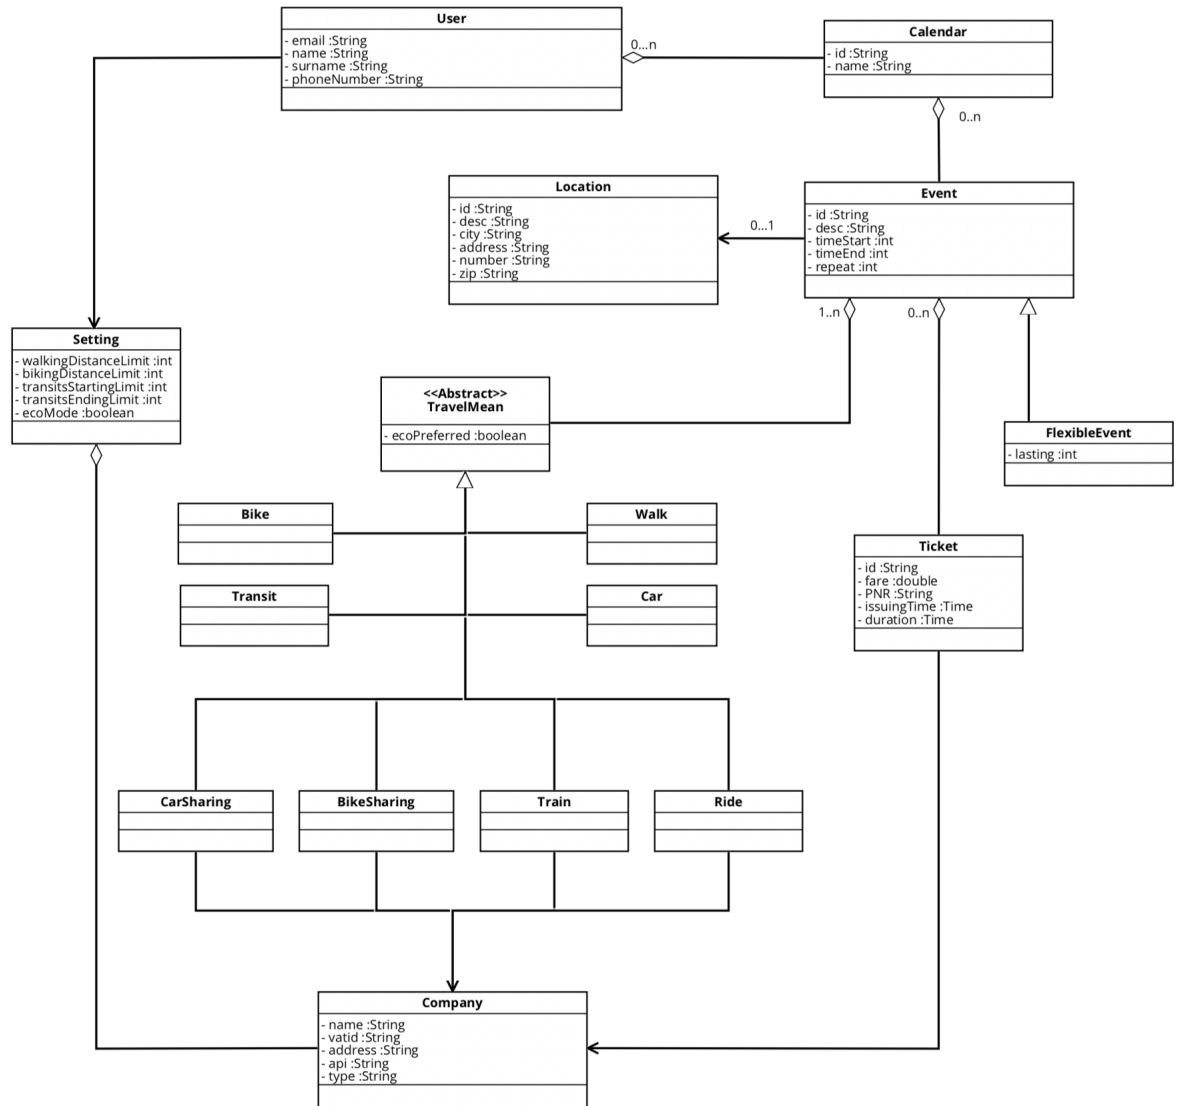 User
- email :String
- name :String
- surname :String
- phoneNumber :String
0...n
Calendar
- id :String
- name :String
0..n
Location
- id :String
- desc :String
- city :String
- address :String
- number :String
- zip :String
0...1
Event
- id :String
- desc :String
- timeStart :int
- timeEnd :int
- repeat :int
1..n
0..n
Setting
- walkingDistanceLimit :int
- bikingDistanceLimit :int
- transitsStartingLimit :int
- transitsEndingLimit :int
- ecoMode :boolean
<<Abstract>>
TravelMean
- ecoPreferred :boolean
FlexibleEvent
- lasting :int
Bike
Walk
Transit
Car
Ticket
- id :String
- fare :double
- PNR :String
- issuingTime :Time
- duration :Time
CarSharing
BikeSharing
Train
Ride
Company
- name :String
- vatid :String
- address :String
- api :String
- type :String